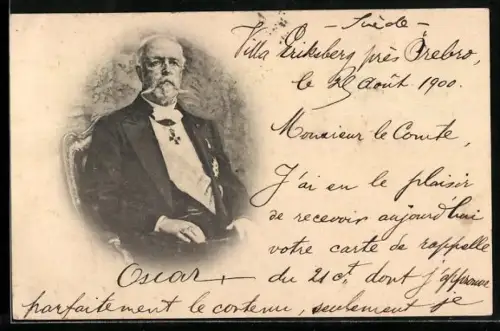 - Suède -
Villa Eriksberg près Örebro,
le 25 Août 1900.
Monsieur le Comte,
J'ai eu le plaisir
de recevoir aujourd'hui
votre carte de rappelle
du 21 ct, dont j'approuve
parfaitement le contenu, seulement je
Oscar